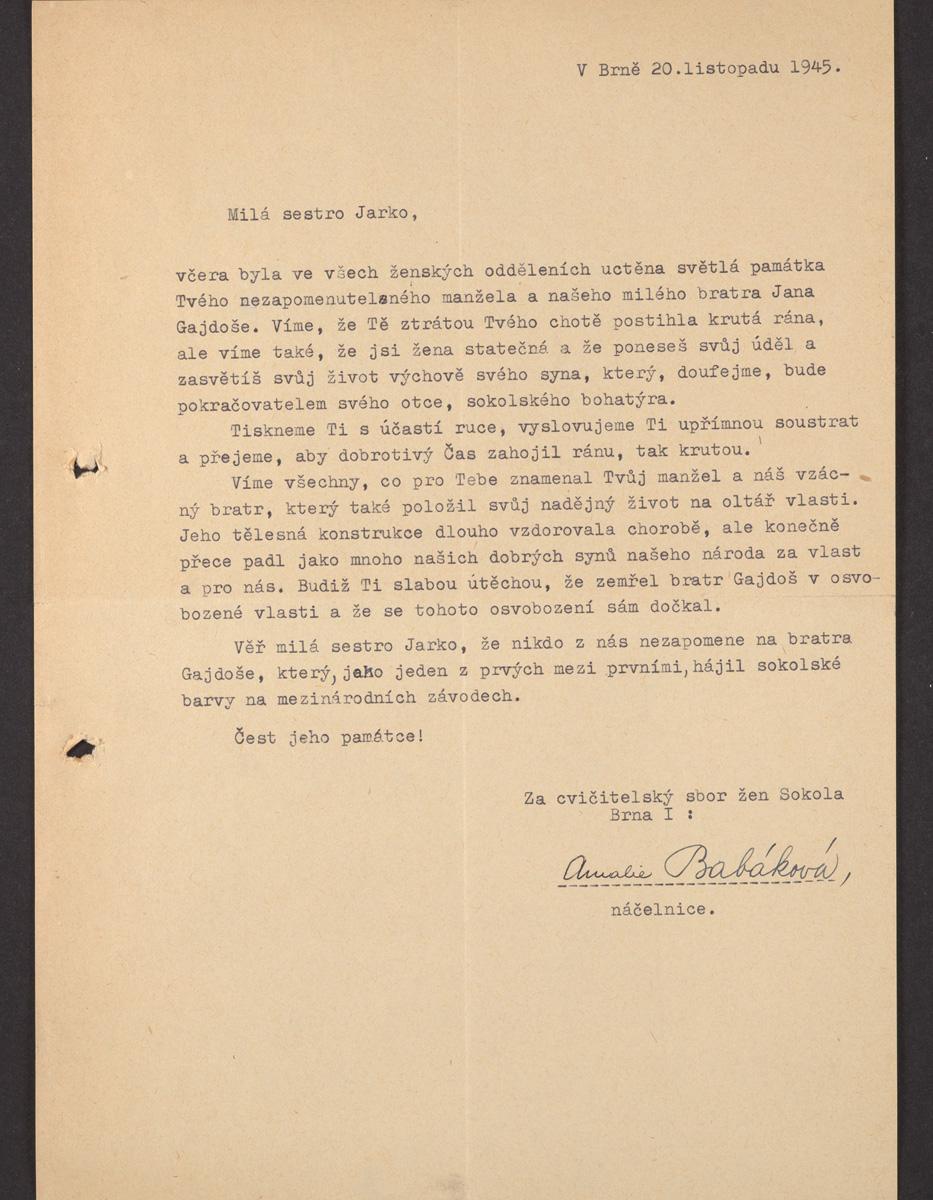 V Brně 20.listopadu 1945.
Milá sestro Jarko,
včera byla ve všech ženských odděleních uctěna světlá památka
Tvého nezapomenutelsného manžela a našeho milého bratra Jana
Gajdoše. Víme, že Tě ztrátou Tvého chotě postihla krutá rána,
ale víme také, že jsi žena statečná a že poneseš svůj úděl a
zasvětíš svůj život výchově svého syna, který, doufejme, bude
pokračovatelem svého otce, sokolského bohatýra.
Tiskneme Ti s účastí ruce, vyslovujeme Ti upřímnou soustrat
a přejeme, aby dobrotivý Čas zahojil ránu, tak krutou.
Víme všechny, co pro Tebe znamenal Tvůj manžel a náš vzác-
ný bratr, který také položil svůj nadějný život na oltář vlasti.
Jeho tělesná konstrukce dlouho vzdorovala chorobě, ale konečně
přece padl jako mnoho našich dobrých synů našeho národa za vlast
a pro nás. Budiž Ti slabou útěchou, že zemřel bratr Gajdoš v osvo-
bozené vlasti a že se tohoto osvobození sám dočkal.
Věř milá sestro Jarko, že nikdo z nás nezapomene na bratra
Gajdoše, který, jako jeden z prvých mezi prvními, hájil sokolské
barvy na mezinárodních závodech.
Čest jeho památce!
Za cvičitelský sbor žen Sokola
Brna I :
Amalie Babáková,
náčelnice.